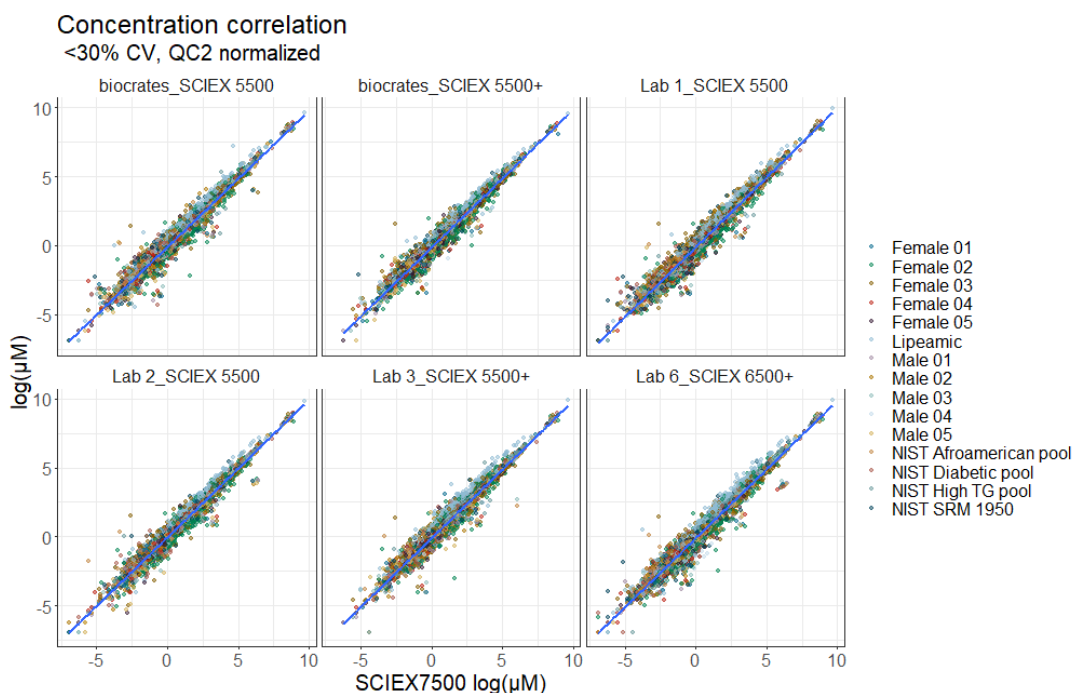 Concentration correlation
<30% CV, QC2 normalized
biocrates_SCIEX 5500
biocrates_SCIEX 5500+
Lab 1_SCIEX 5500
10
5
0
-5
log(µM)
Lab 2_SCIEX 5500
Lab 3_SCIEX 5500+
Lab 6_SCIEX 6500+
10
5
0
-5
-5 0 5 10
-5 0 5 10
-5 0 5 10
SCIEX7500 log(µM)
Female 01
Female 02
Female 03
Female 04
Female 05
Lipeamic
Male 01
Male 02
Male 03
Male 04
Male 05
NIST Afroamerican pool
NIST Diabetic pool
NIST High TG pool
NIST SRM 1950